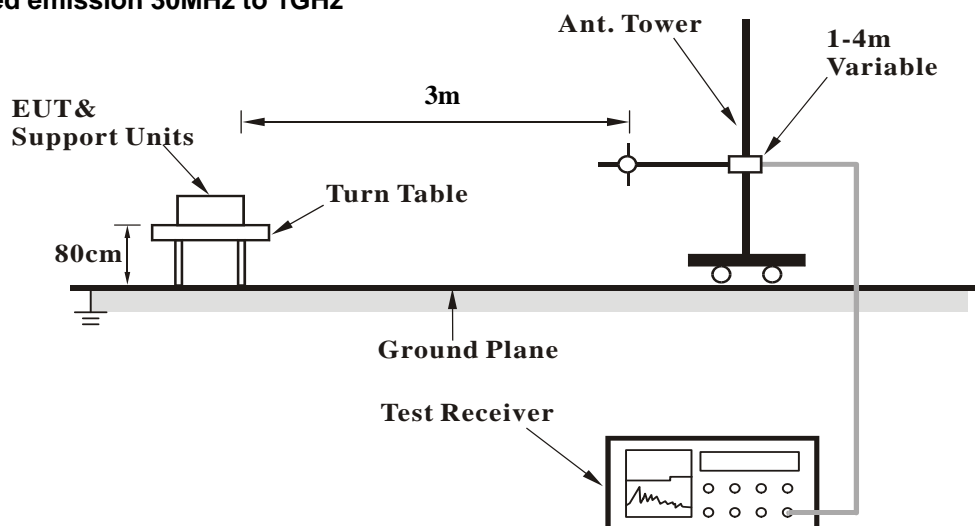 emission 30MHz to 1GHz
Ant. Tower
1-4m
Variable
3m
EUT&
Support Units
Turn Table
80cm
Ground Plane
Test Receiver